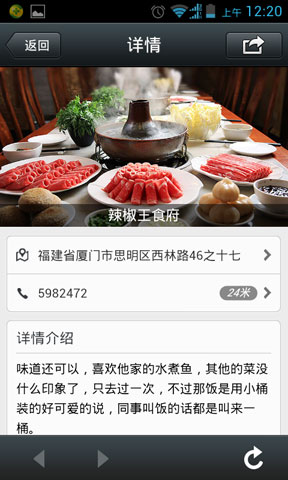 上午 12:20
返回
详情
辣椒王食府
福建省厦门市思明区西林路46之十七
5982472
24米
详情介绍
味道还可以，喜欢他家的水煮鱼，其他的菜没
什么印象了，只去过一次，不过那饭是用小桶
装的好可爱的说，同事叫饭的话都是叫来一
桶。